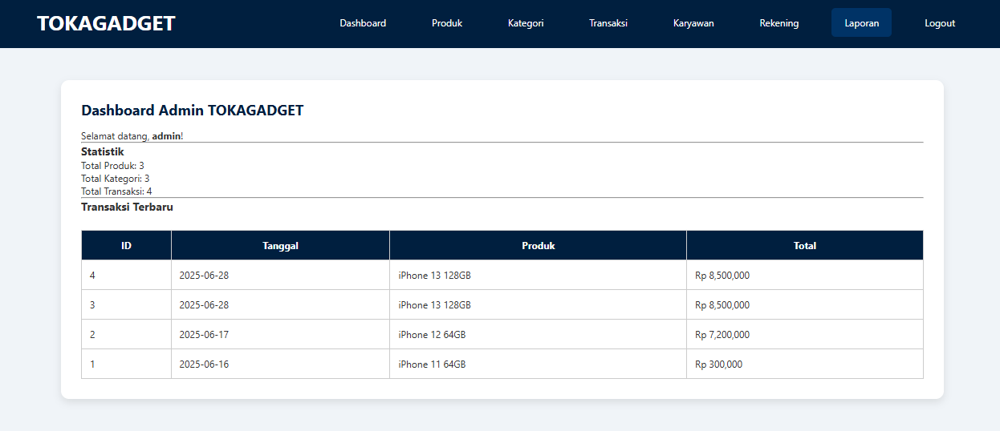 TOKAGADGET Dashboard Produk Kategori Transaksi Karyawan Rekening Laporan Logout
Dashboard Admin TOKAGADGET
Selamat datang, admin!
Statistik
Total Produk: 3
Total Kategori: 3
Total Transaksi: 4
Transaksi Terbaru
ID Tanggal Produk Total
4 2025-06-28 iPhone 13 128GB Rp 8,500,000
3 2025-06-28 iPhone 13 128GB Rp 8,500,000
2 2025-06-17 iPhone 12 64GB Rp 7,200,000
1 2025-06-16 iPhone 11 64GB Rp 300,000